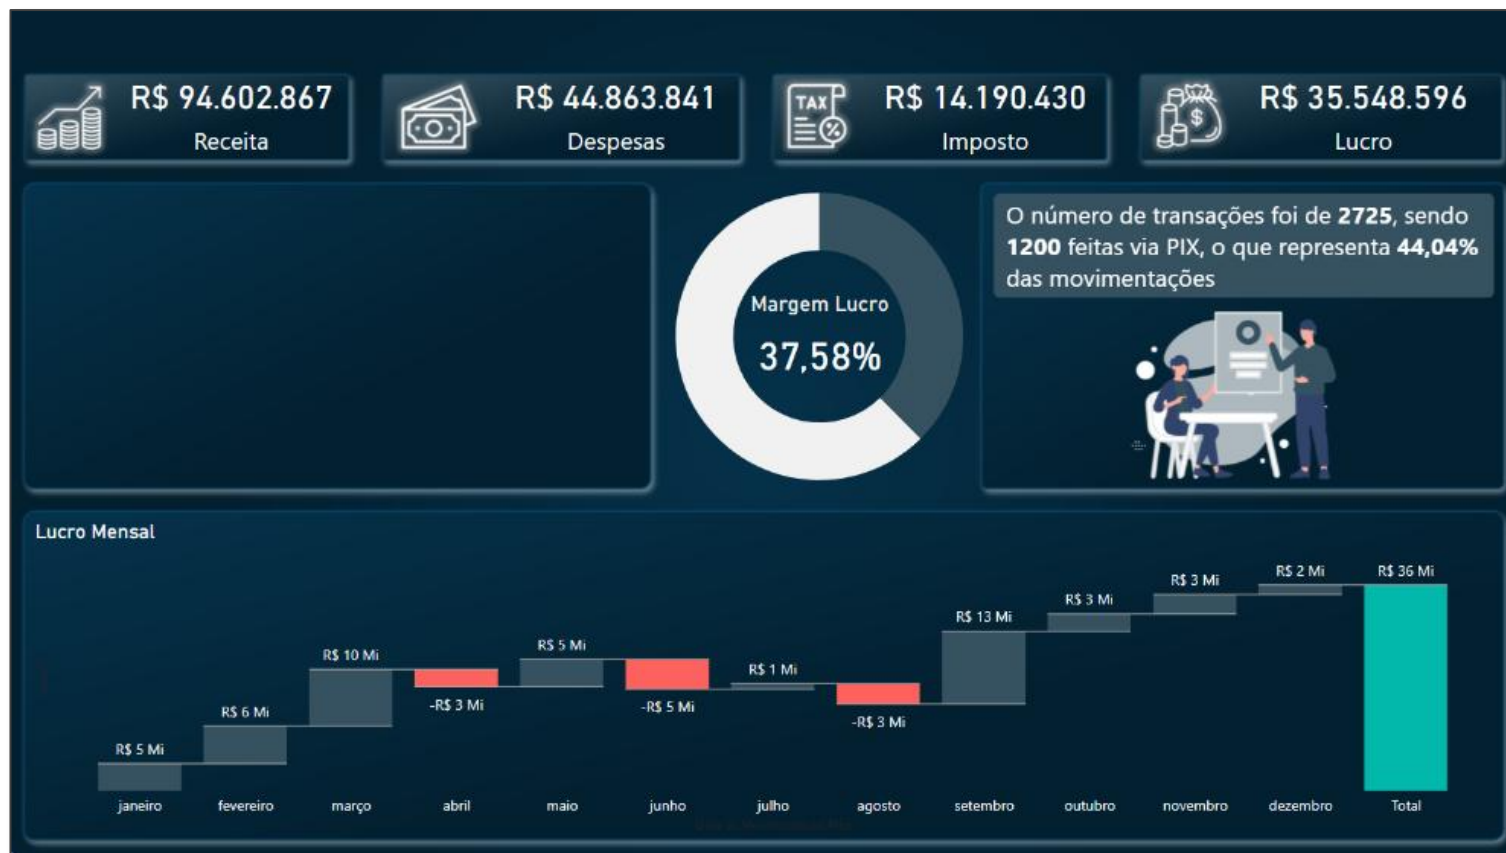 R$ 94.602.867
Receita
R$ 44.863.841
Despesas
TAX
%
R$ 14.190.430
Imposto
$
R$ 35.548.596
Lucro
Margem Lucro
37,58%
O número de transações foi de 2725, sendo
1200 feitas via PIX, o que representa 44,04%
das movimentações
Lucro Mensal
R$ 5 Mi
R$ 6 Mi
R$ 10 Mi
-R$ 3 Mi
R$ 5 Mi
-R$ 5 Mi
R$ 1 Mi
-R$ 3 Mi
R$ 13 Mi
R$ 3 Mi
R$ 3 Mi
R$ 2 Mi
R$ 36 Mi
janeiro
fevereiro
março
abril
maio
junho
julho
agosto
setembro
outubro
novembro
dezembro
Total